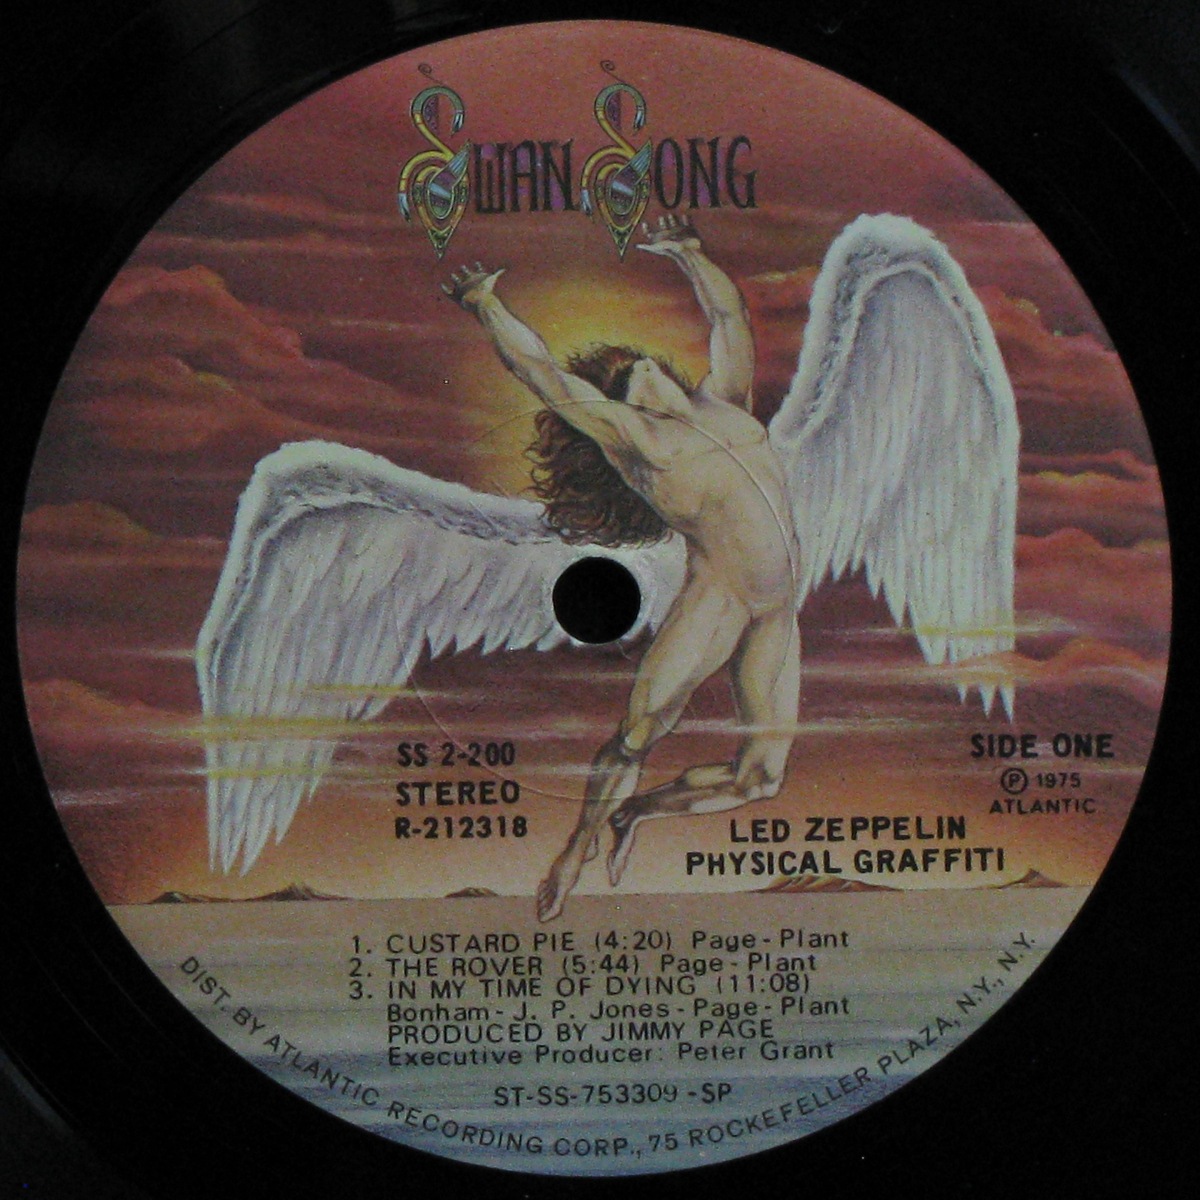 SWAN SONG
SS 2-200
STEREO
R-212318
SIDE ONE
Ⓟ 1975
ATLANTIC
LED ZEPPELIN
PHYSICAL GRAFFITI
1. CUSTARD PIE (4:20) Page-Plant
2. THE ROVER (5:44) Page-Plant
3. IN MY TIME OF DYING (11:08)
Bonham-J. P. Jones-Page-Plant
PRODUCED BY JIMMY PAGE
Executive Producer: Peter Grant
ST-SS-753309-SP
DIST. BY ATLANTIC RECORDING CORP., 75 ROCKEFELLER PLAZA, N.Y., N.Y.